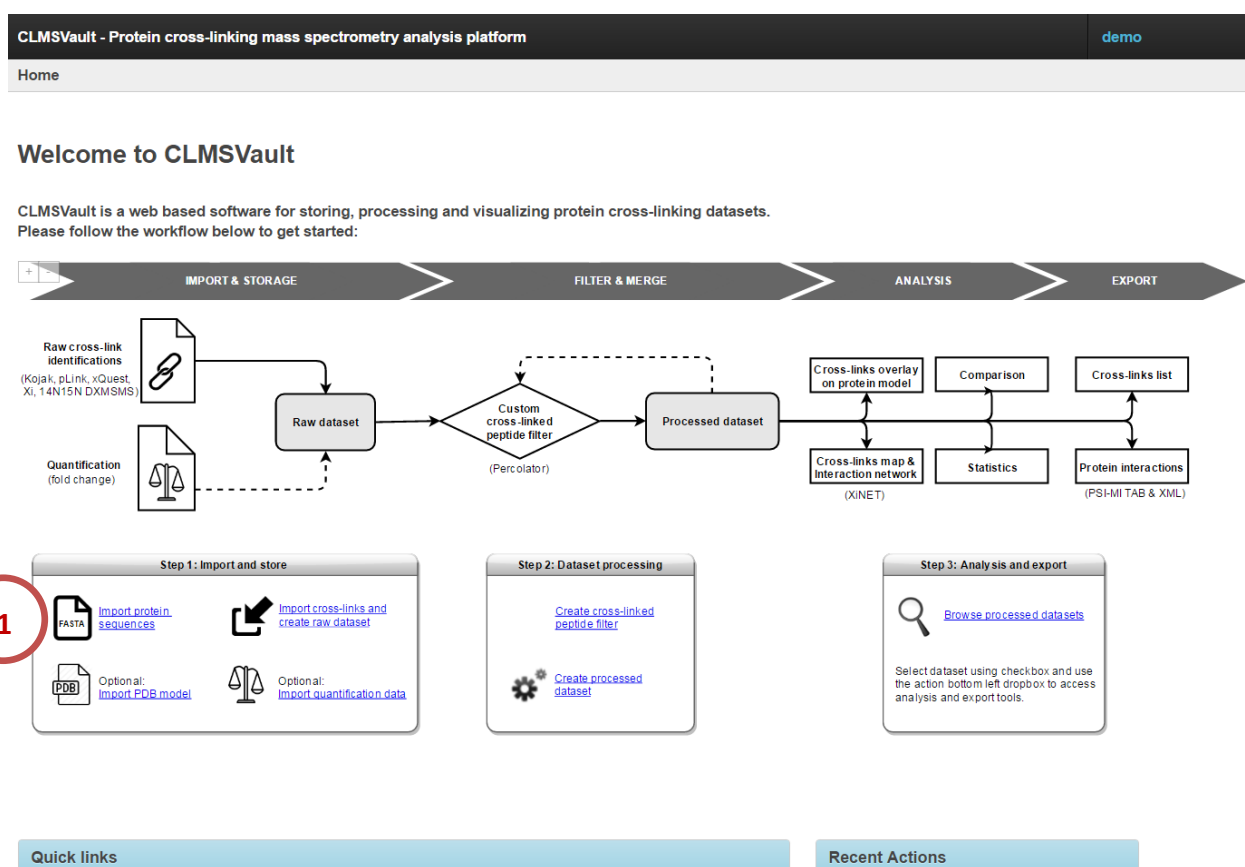 CLMSVault - Protein cross-linking mass spectrometry analysis platform
demo
Home
Welcome to CLMSVault
CLMSVault is a web based software for storing, processing and visualizing protein cross-linking datasets.
Please follow the workflow below to get started:
+ -
IMPORT & STORAGE
FILTER & MERGE
ANALYSIS
EXPORT
Raw cross-link
identifications
(Kojak, pLink, xQuest,
Xi, 14N15N DXMSMS)
Quantification
(fold change)
Raw dataset
Custom
cross-linked
peptide filter
(Percolator)
Processed dataset
Cross-links overlay
on protein model
Comparison
Cross-links list
Cross-links map &
Interaction network
(XiNET)
Statistics
Protein interactions
(PSI-MI TAB & XML)
Step 1: Import and store
1
FASTA
Import protein
sequences
Import cross-links and
create raw dataset
PDB
Optional:
Import PDB model
Optional:
Import quantification data
Step 2: Dataset processing
Create cross-linked
peptide filter
Create processed
dataset
Step 3: Analysis and export
Browse processed datasets
Select dataset using checkbox and use
the action bottom left dropbox to access
analysis and export tools.
Quick links
Recent Actions